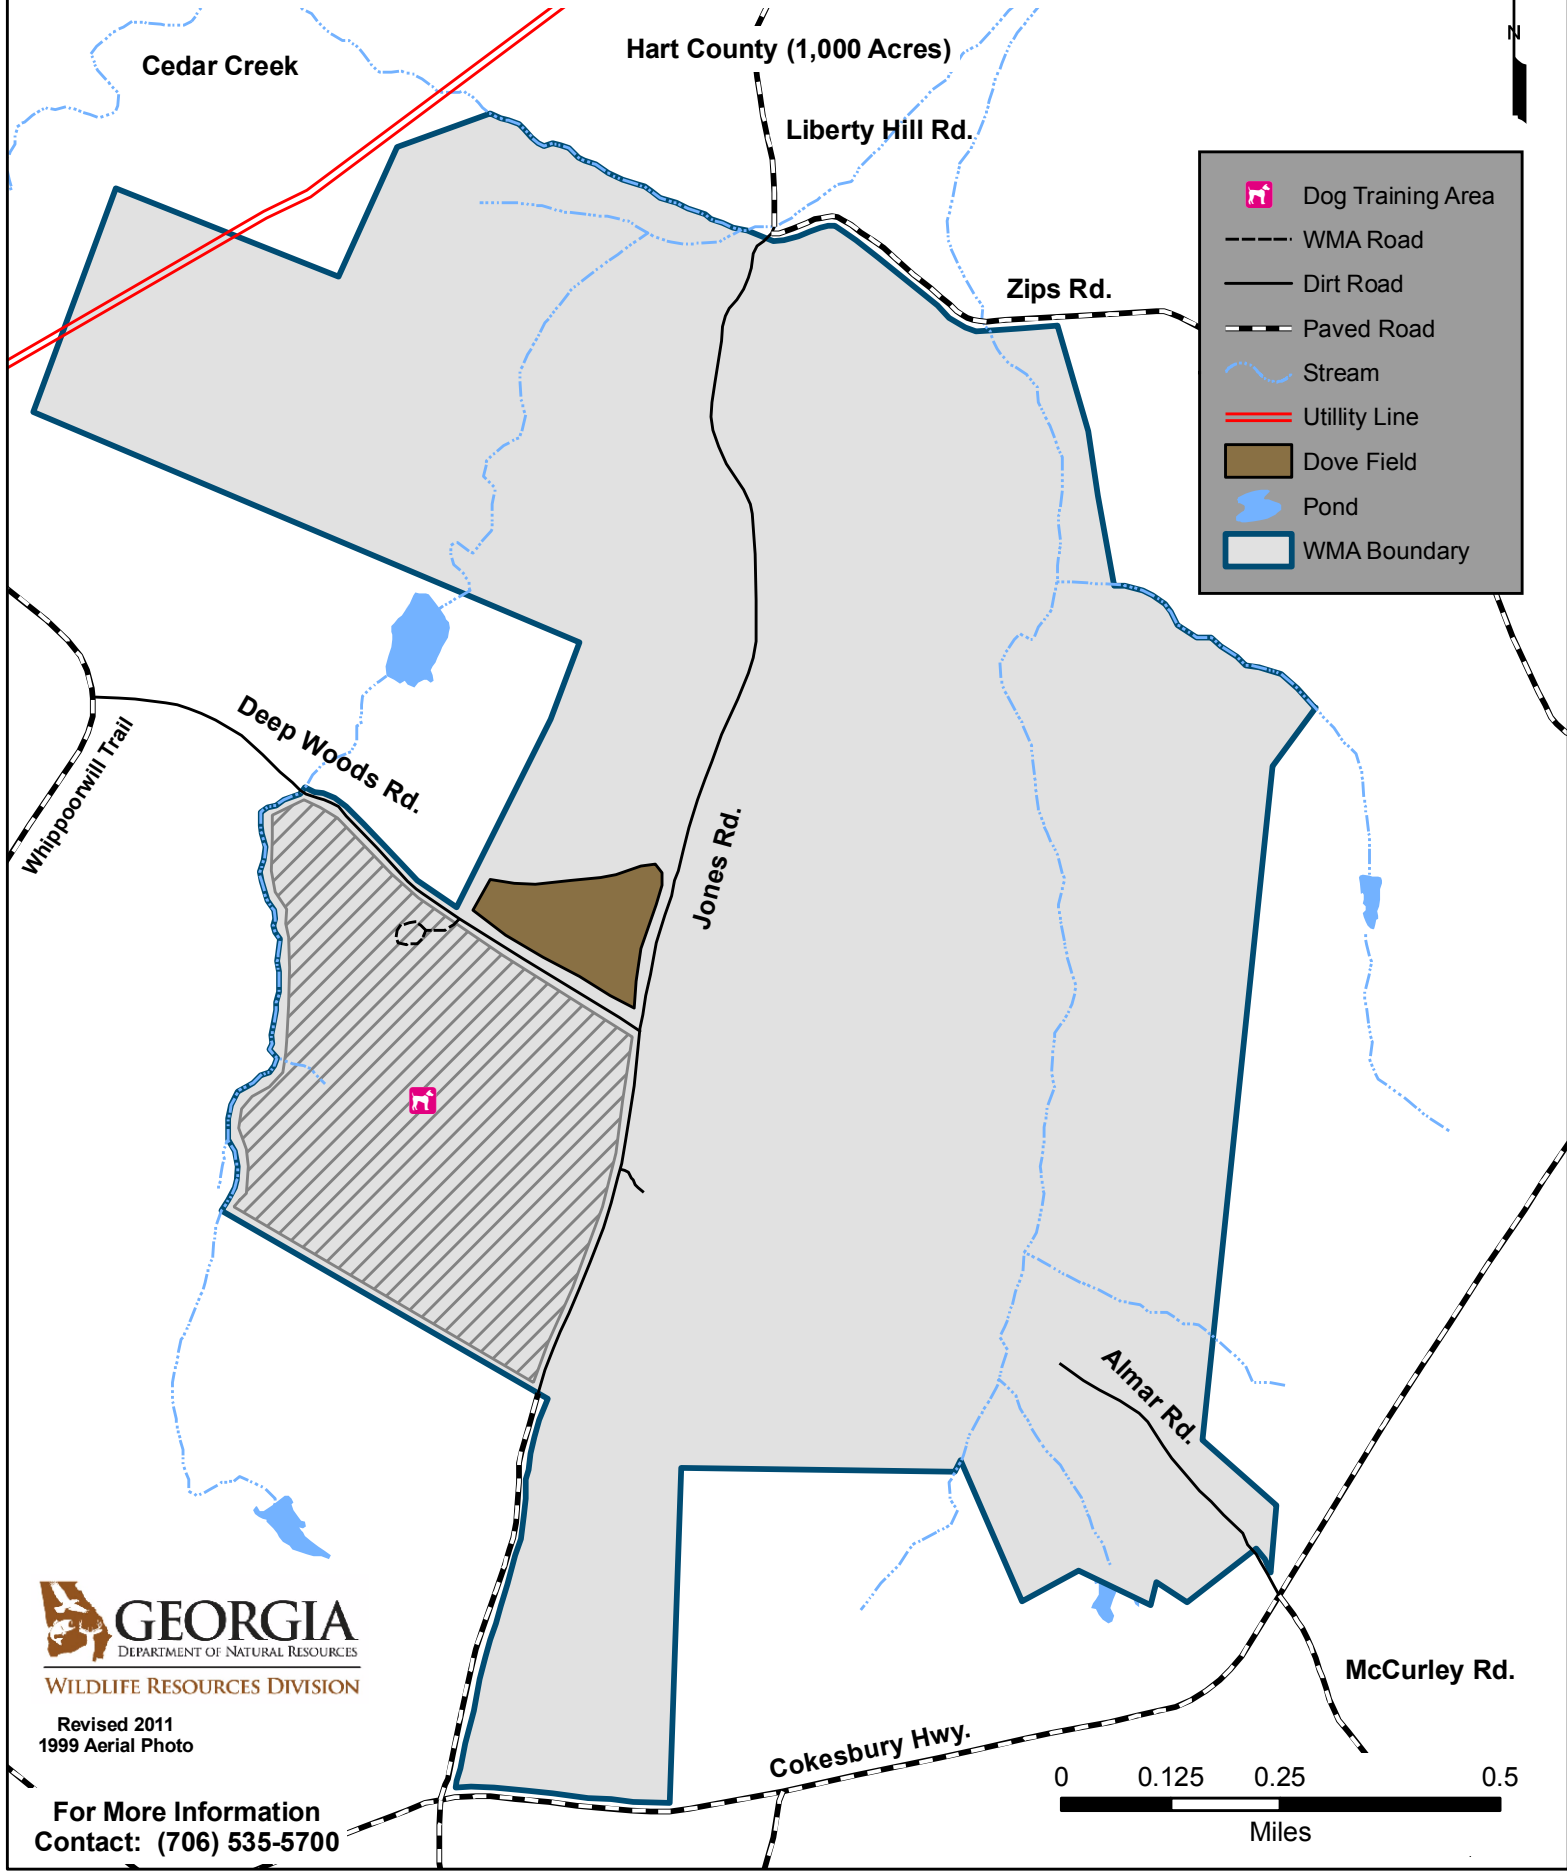 Hart County (1,000 Acres)
N
Cedar Creek
Liberty Hill Rd.
Dog Training Area
WMA Road
Zips Rd.
Dirt Road
Paved Road
Stream
Utillity Line
Dove Field
Pond
WMA Boundary
Deep Woods Rd.
Whippoorwill Trail
Jones Rd.
Almar Rd.
GEORGIA
DEPARTMENT OF NATURAL RESOURCES
WILDLIFE RESOURCES DIVISION
McCurley Rd.
Revised 2011
1999 Aerial Photo
Cokesbury Hwy.
0 0.125 0.25 0.5
Miles
For More Information
Contact: (706) 535-5700